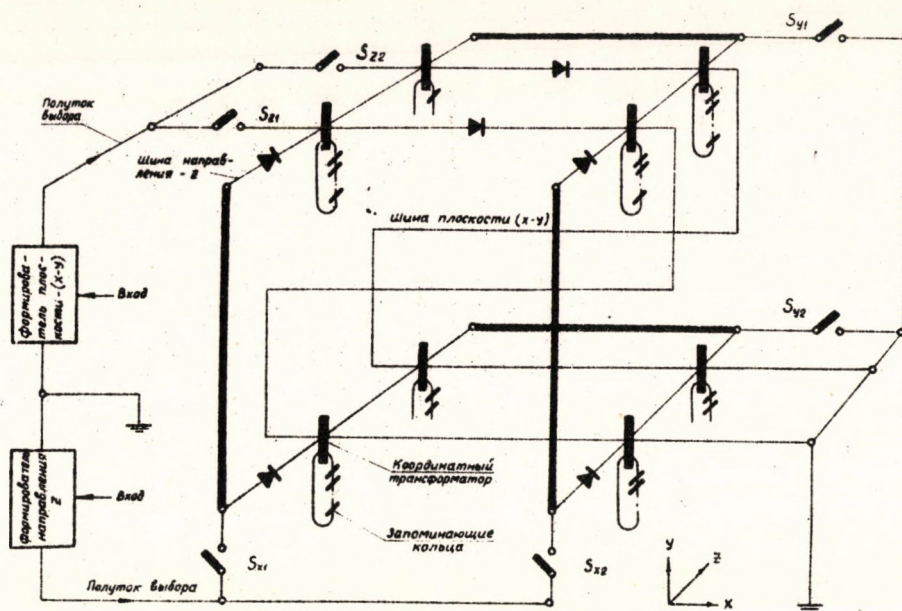 S_y1
S_z2
S_z1
Полуток
выбора
Шина направ-
ления - Z
Шина плоскости (x-y)
формирова-
тель плос-
кости-(x-y)
Вход
S_y2
формирователь
направления
Z
Вход
Координатный
трансформатор
Запоминающие
кольца
S_x1
S_x2
Полуток выбора
y
z
x